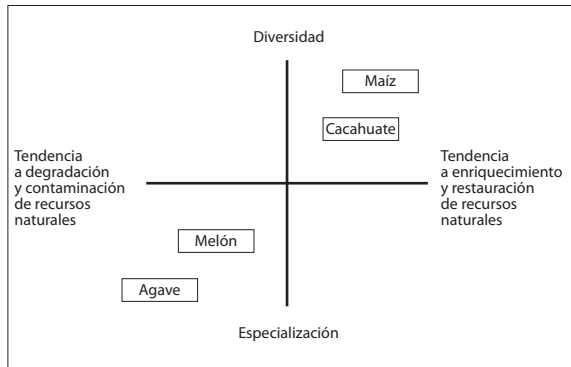 Diversidad
Maíz
Cacahuate
Tendencia
a degradación
y contaminación
de recursos
naturales
Tendencia
a enriquecimiento
y restauración
de recursos
naturales
Melón
Agave
Especialización